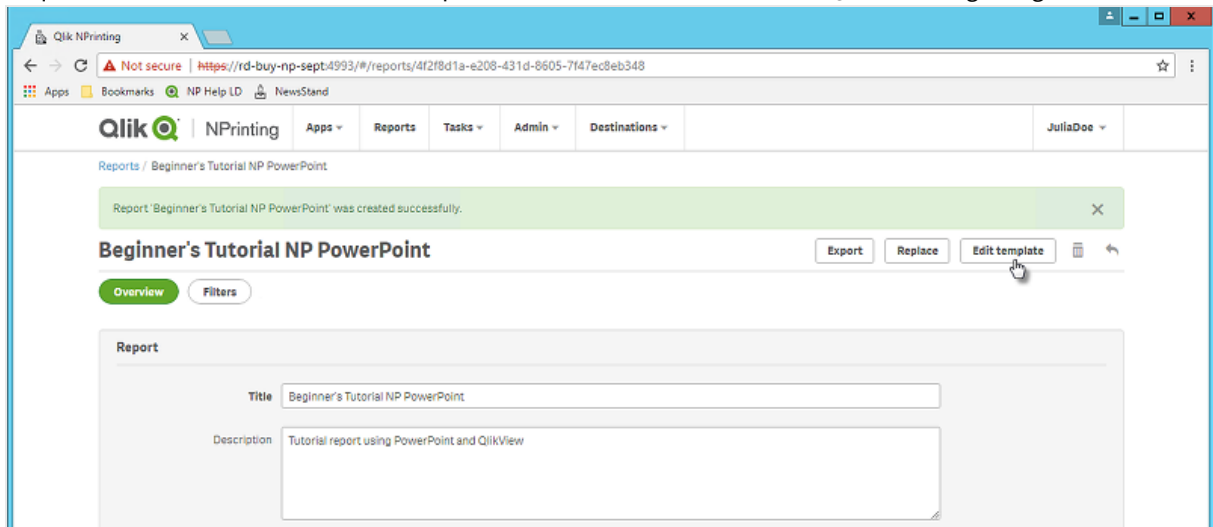 Qlik NPrinting
Not secure | https://rd-buy-np-sept:4993/#/reports/4f2f8d1a-e208-431d-8605-7f47ec8eb348
Apps Bookmarks NP Help LD NewsStand
Qlik NPrinting Apps Reports Tasks Admin Destinations JuliaDoe
Reports / Beginner's Tutorial NP PowerPoint
Report 'Beginner's Tutorial NP PowerPoint' was created successfully.
Beginner's Tutorial NP PowerPoint Export Replace Edit template
Overview Filters
Report
Title Beginner's Tutorial NP PowerPoint
Description Tutorial report using PowerPoint and QlikView